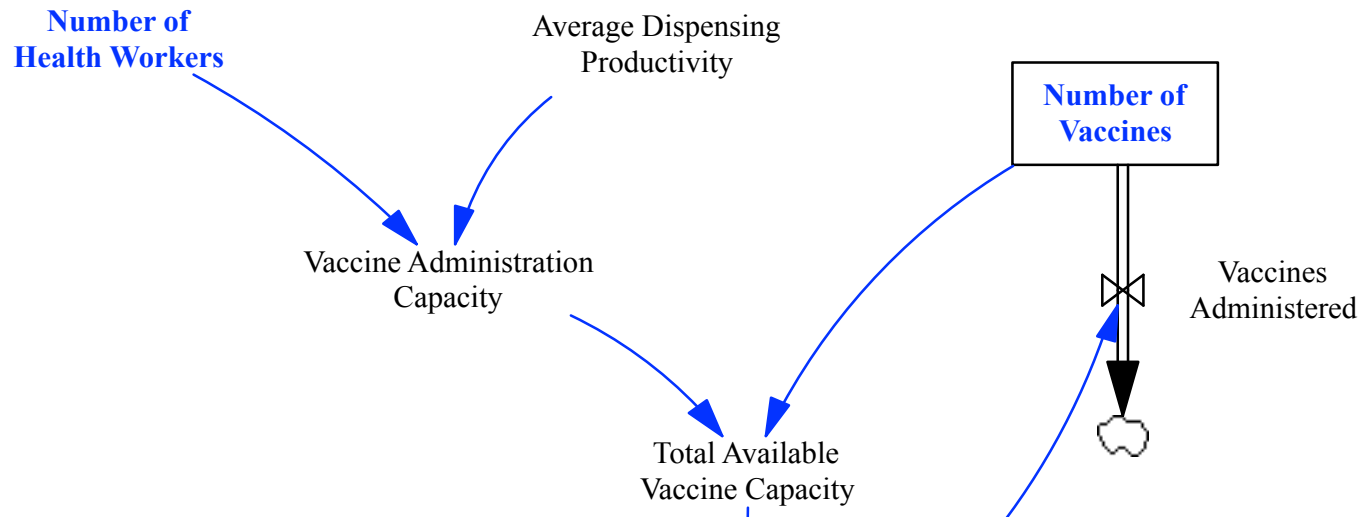 Number of
Health Workers
Average Dispensing
Productivity
Number of
Vaccines
Vaccine Administration
Capacity
Vaccines
Administered
Total Available
Vaccine Capacity